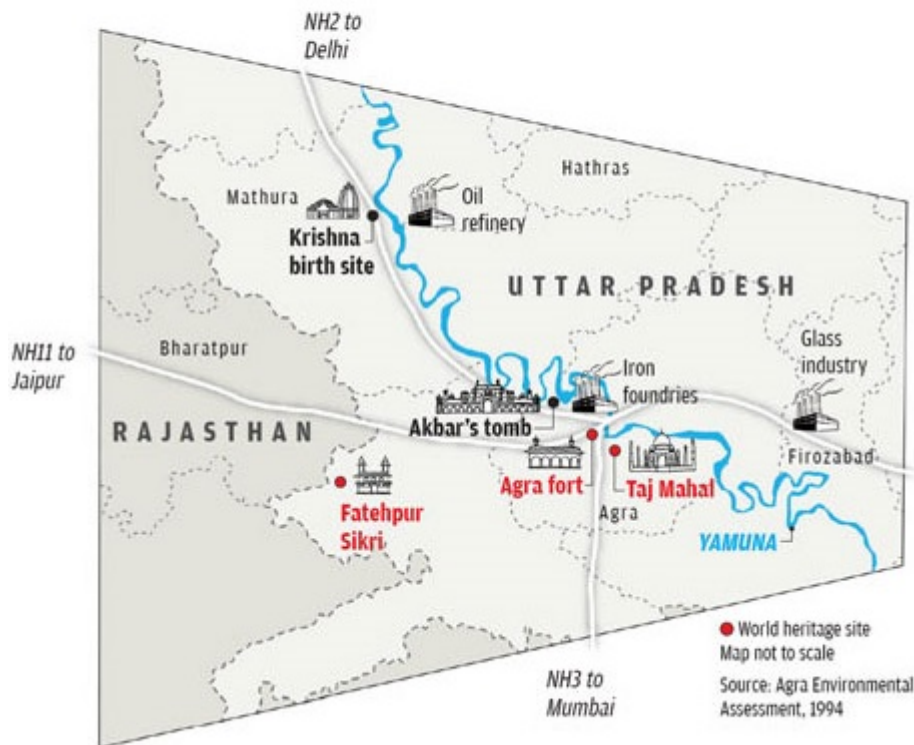 NH2 to
Delhi
Hathras
Mathura
Oil
refinery
Krishna
birth site
UTTAR PRADESH
NH11 to
Jaipur
Bharatpur
Glass
industry
Iron
foundries
RAJASTHAN
Akbar's tomb
Firozabad
Agra fort
Taj Mahal
Fatehpur
Sikri
Agra
YAMUNA
World heritage site
Map not to scale
Source: Agra Environmental
Assessment, 1994
NH3 to
Mumbai